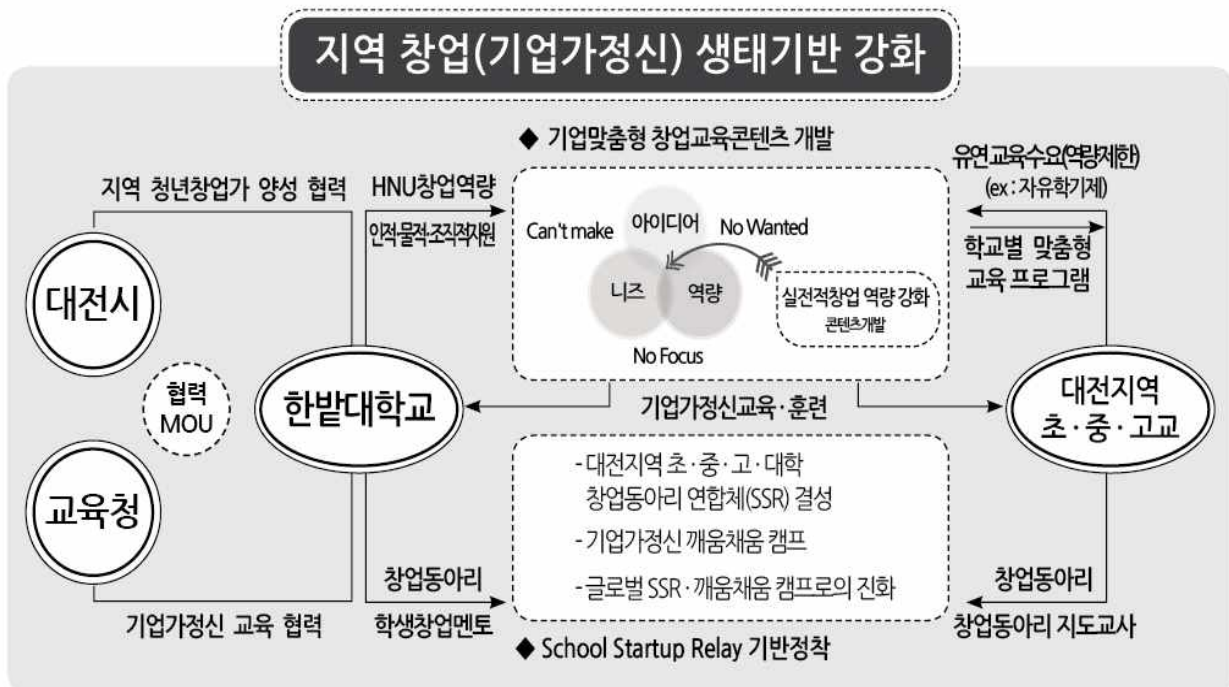 지역 창업(기업가정신) 생태기반 강화
◆ 기업맞춤형 창업교육콘텐츠 개발
지역 청년창업가 양성 협력
HNU창업역량
인적·물적·조직적지원
유연교육수요(역량제한)
(ex : 자유학기제)
학교별 맞춤형
교육 프로그램
Can't make
아이디어
No Wanted
니즈
역량
실전적창업 역량 강화
콘텐츠개발
No Focus
대전시
협력
MOU
교육청
한밭대학교
기업가정신교육·훈련
대전지역
초·중·고교
- 대전지역 초·중·고·대학
창업동아리 연합체(SSR) 결성
- 기업가정신 깨움채움 캠프
- 글로벌 SSR·깨움채움 캠프로의 진화
창업동아리
학생창업멘토
기업가정신 교육 협력
창업동아리
창업동아리 지도교사
◆ School Startup Relay 기반정착